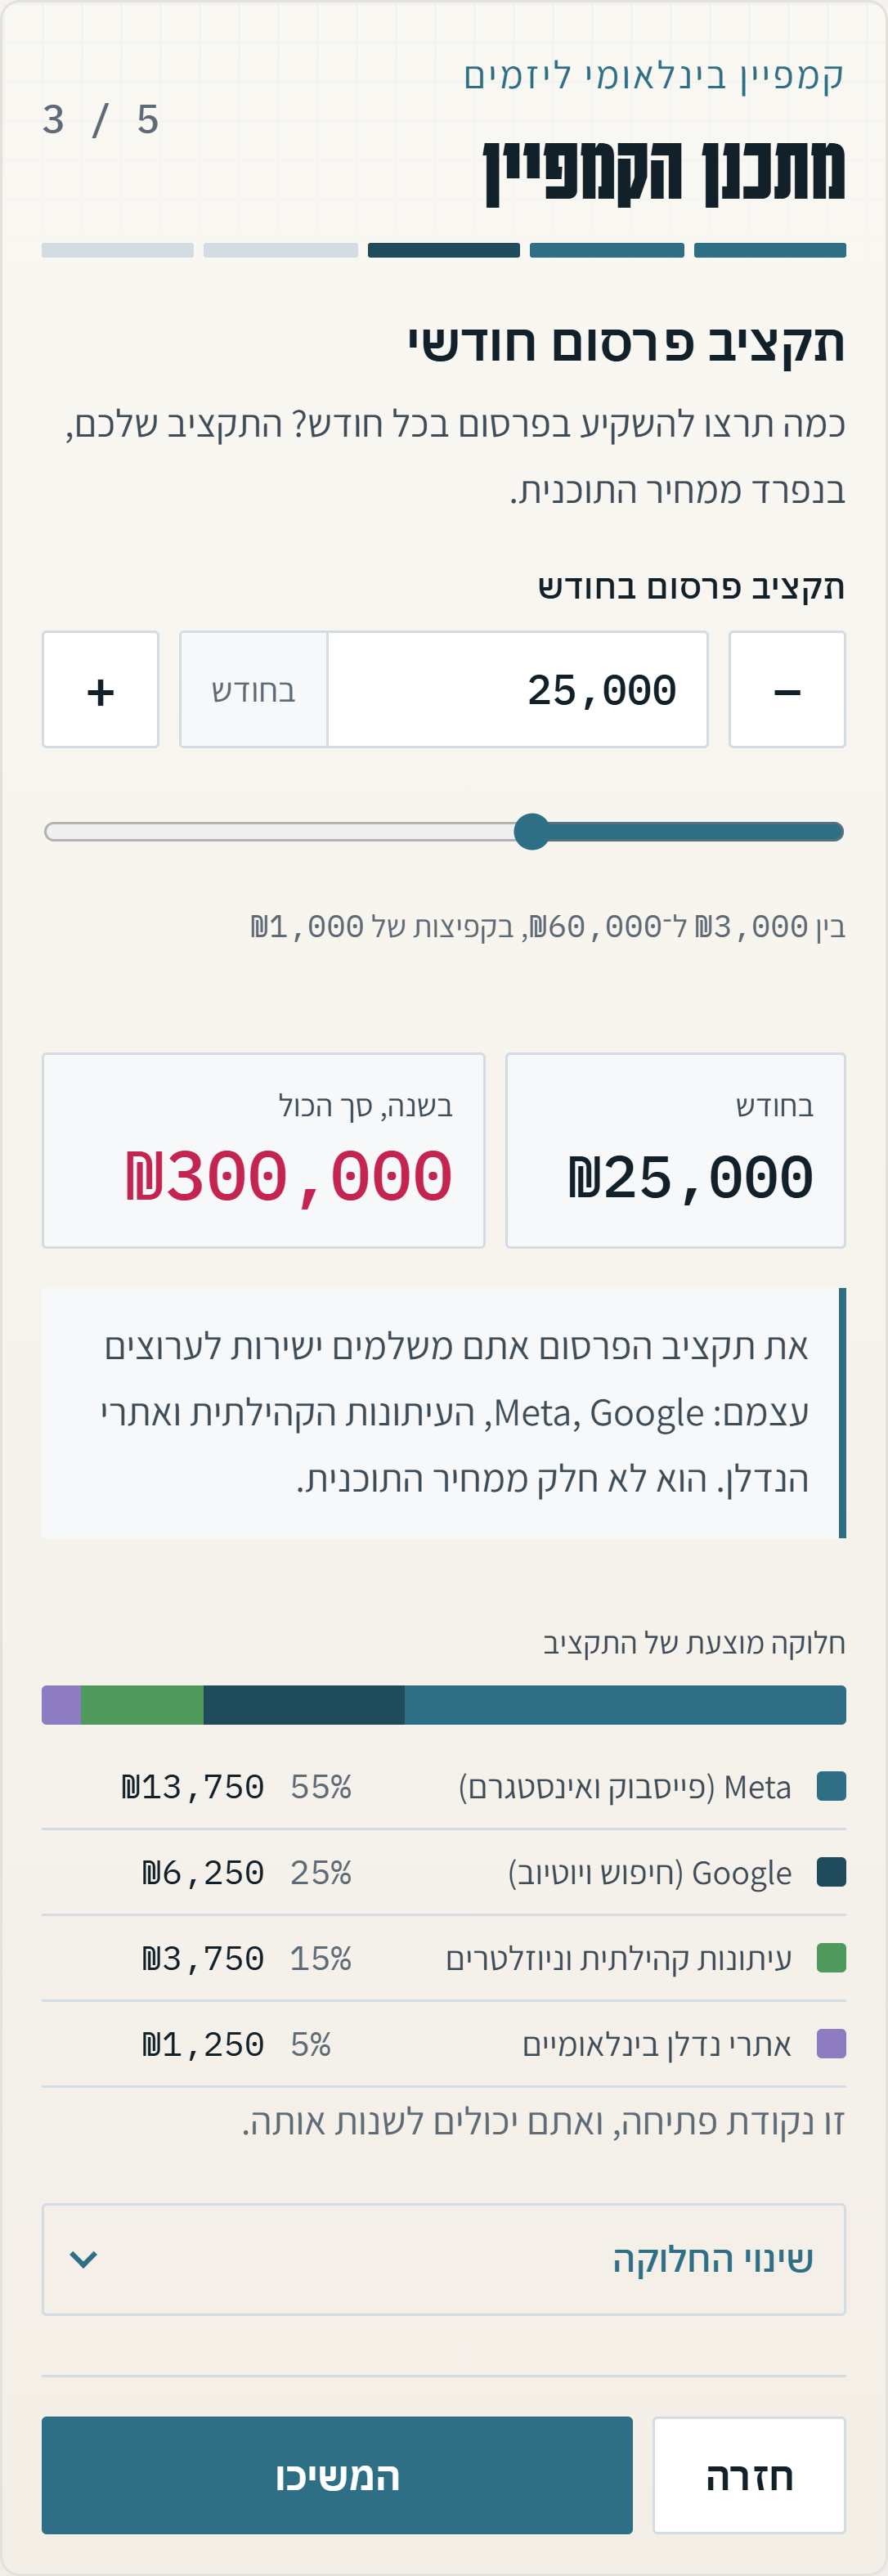 קמפיין בינלאומי ליזמים
מתכנן הקמפיין
3 / 5
תקציב פרסום חודשי
כמה תרצו להשקיע בפרסום בכל חודש? התקציב שלכם,
בנפרד ממחיר התוכנית.
תקציב פרסום בחודש
−
25,000
בחודש
+
בין ₪3,000 ל־₪60,000, בקפיצות של ₪1,000
בחודש
₪25,000
בשנה, סך הכול
₪300,000
את תקציב הפרסום אתם משלמים ישירות לערוצים
עצמם: Meta, Google, העיתונות הקהילתית ואתרי
הנדלן. הוא לא חלק ממחיר התוכנית.
חלוקה מוצעת של התקציב
Meta (פייסבוק ואינסטגרם) 55% ₪13,750
Google (חיפוש ויוטיוב) 25% ₪6,250
עיתונות קהילתית וניוזלטרים 15% ₪3,750
אתרי נדלן בינלאומיים 5% ₪1,250
זו נקודת פתיחה, ואתם יכולים לשנות אותה.
שינוי החלוקה
חזרה
המשיכו